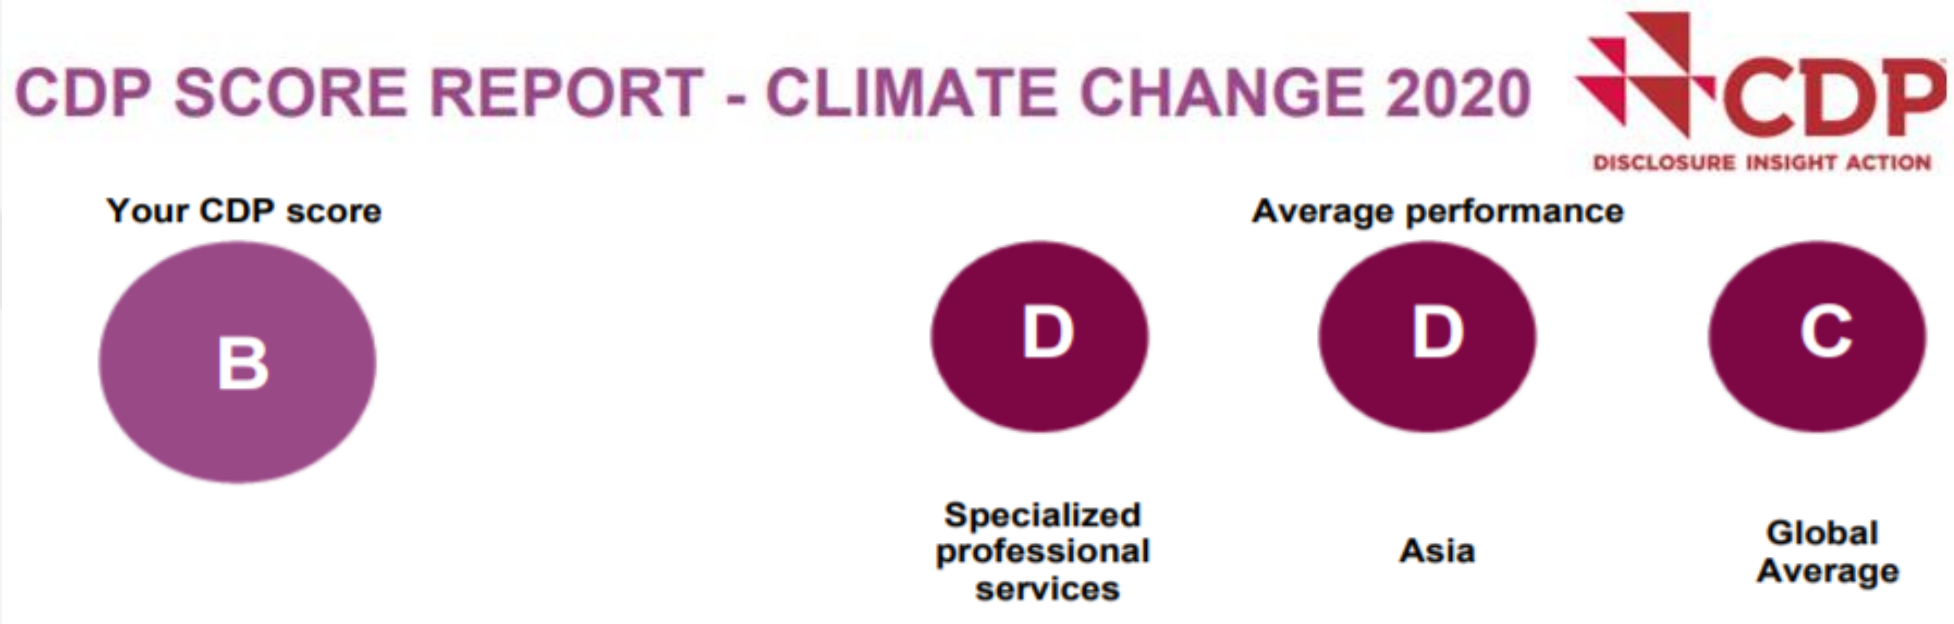 CDP SCORE REPORT - CLIMATE CHANGE 2020
CDP
DISCLOSURE INSIGHT ACTION
Your CDP score
Average performance
B
D
D
C
Specialized
professional
services
Asia
Global
Average